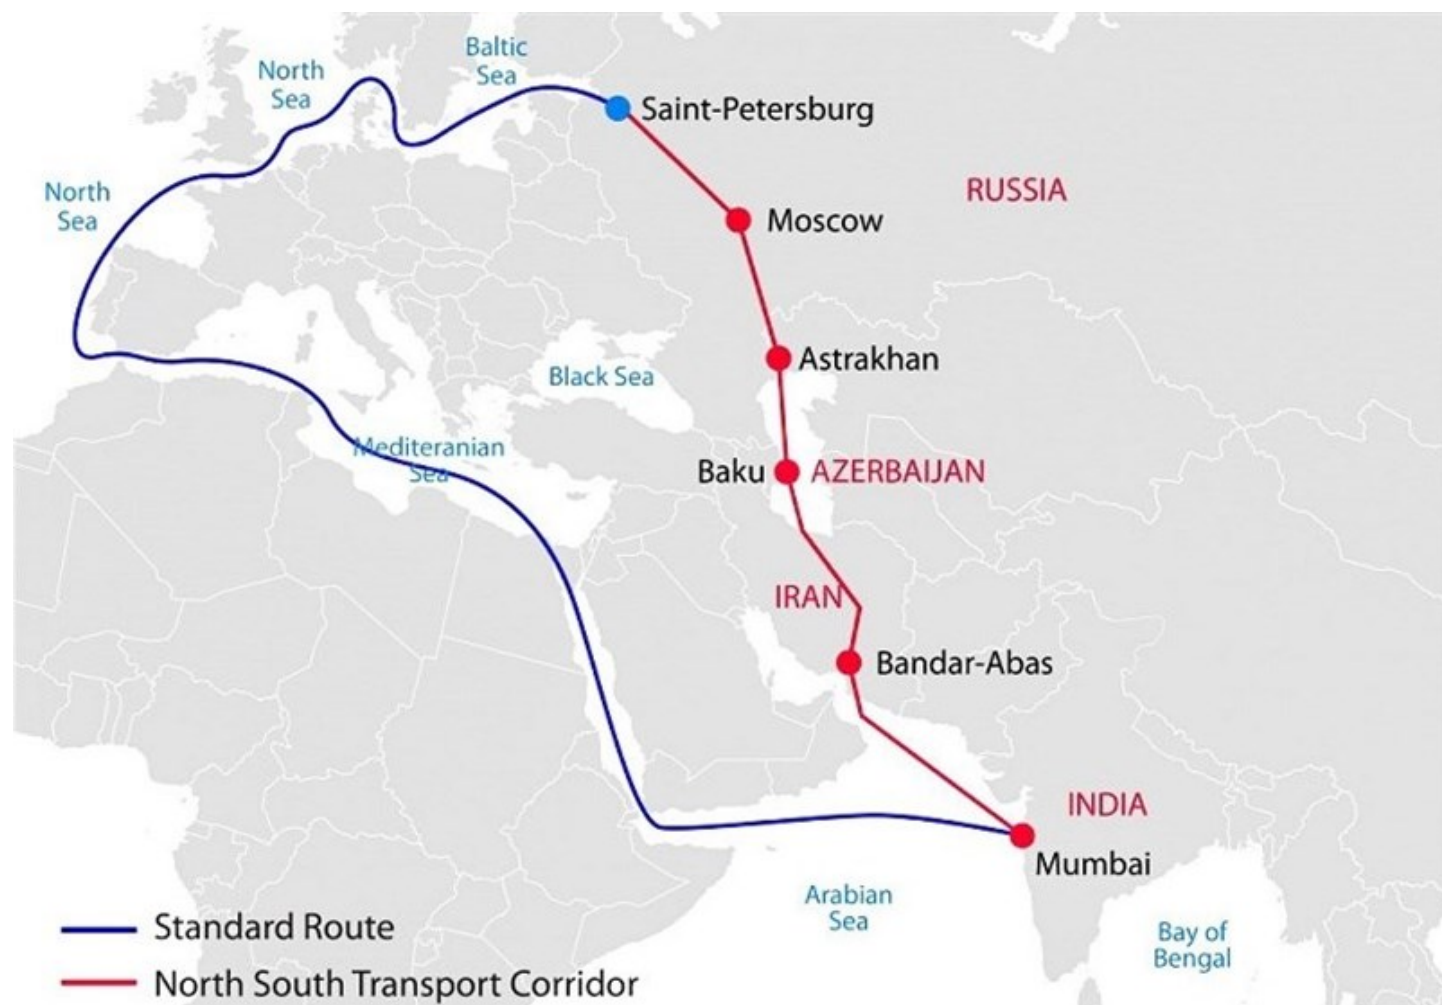 Baltic
Sea
North
Sea
Saint-Petersburg
RUSSIA
North
Sea
Moscow
Astrakhan
Black Sea
Mediteranian
Sea
Baku
AZERBAIJAN
IRAN
Bandar-Abas
INDIA
Mumbai
Arabian
Sea
Bay of
Bengal
Standard Route
North South Transport Corridor